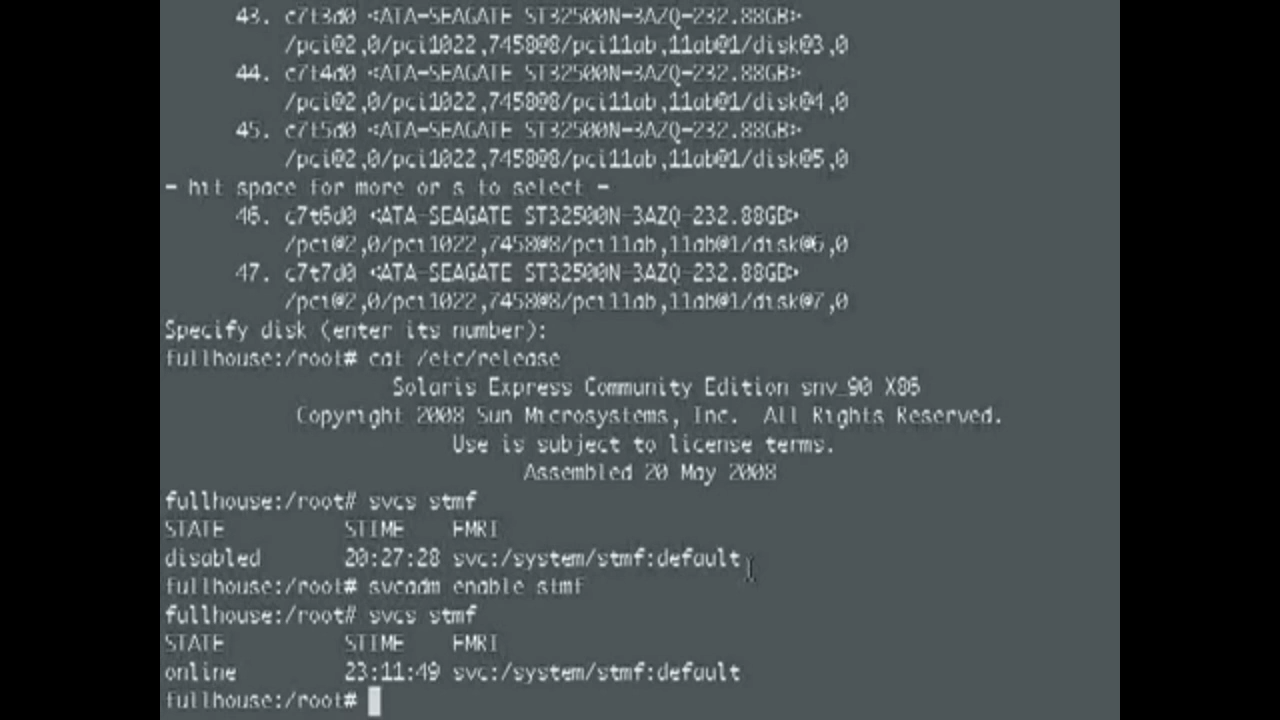 43. c7t3d0 <ATA-SEAGATE ST32500N-3AZQ-232.88GB>
/pci@2,0/pci1022,7458@8/pci11ab,11ab@1/disk@3,0
44. c7t4d0 <ATA-SEAGATE ST32500N-3AZQ-232.88GB>
/pci@2,0/pci1022,7458@8/pci11ab,11ab@1/disk@4,0
45. c7t5d0 <ATA-SEAGATE ST32500N-3AZQ-232.88GB>
/pci@2,0/pci1022,7458@8/pci11ab,11ab@1/disk@5,0
- hit space for more or s to select -
46. c7t6d0 <ATA-SEAGATE ST32500N-3AZQ-232.88GB>
/pci@2,0/pci1022,7458@8/pci11ab,11ab@1/disk@6,0
47. c7t7d0 <ATA-SEAGATE ST32500N-3AZQ-232.88GB>
/pci@2,0/pci1022,7458@8/pci11ab,11ab@1/disk@7,0
Specify disk (enter its number):
fullhouse:/root# cat /etc/release
Solaris Express Community Edition snv_90 X86
Copyright 2008 Sun Microsystems, Inc.  All Rights Reserved.
Use is subject to license terms.
Assembled 20 May 2008
fullhouse:/root# svcs stmf
STATE STIME FMRI
disabled 20:27:28 svc:/system/stmf:default
fullhouse:/root# svcadm enable stmf
fullhouse:/root# svcs stmf
STATE STIME FMRI
online 23:11:49 svc:/system/stmf:default
fullhouse:/root#